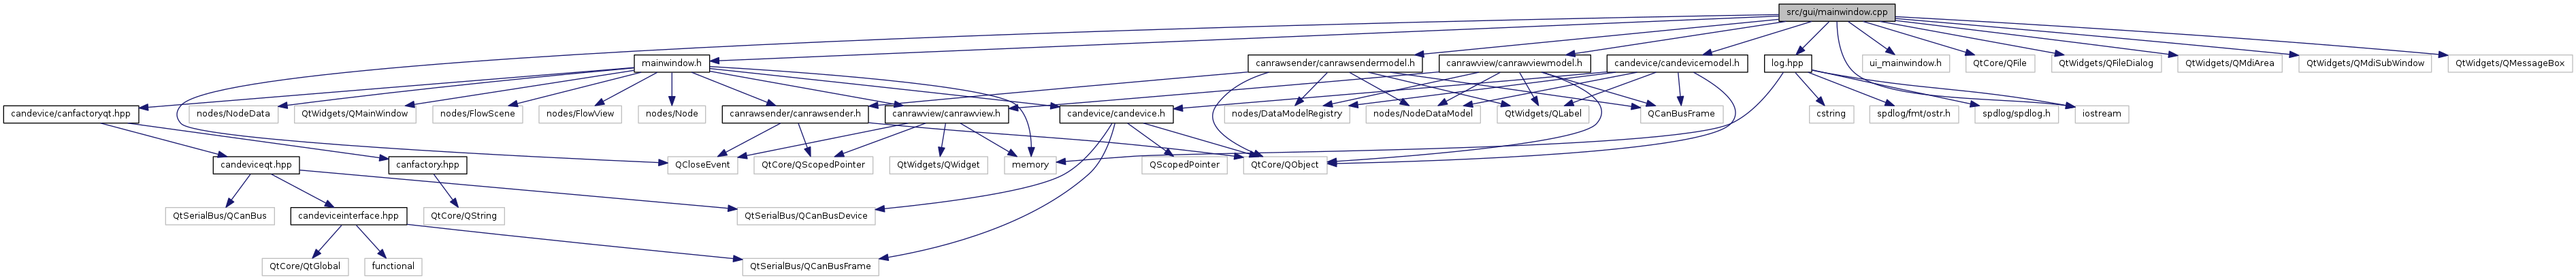 src/gui/mainwindow.cpp
mainwindow.h
canrawsender/canrawsendermodel.h
canrawview/canrawviewmodel.h
candevice/candevicemodel.h
log.hpp
ui_mainwindow.h
QtCore/QFile
QtWidgets/QFileDialog
QtWidgets/QMdiArea
QtWidgets/QMdiSubWindow
QtWidgets/QMessageBox
candevice/canfactoryqt.hpp
nodes/NodeData
QtWidgets/QMainWindow
nodes/FlowScene
nodes/FlowView
nodes/Node
canrawsender/canrawsender.h
canrawview/canrawview.h
candevice/candevice.h
nodes/DataModelRegistry
nodes/NodeDataModel
QtWidgets/QLabel
QCanBusFrame
cstring
spdlog/fmt/ostr.h
spdlog/spdlog.h
iostream
candeviceqt.hpp
canfactory.hpp
QCloseEvent
QtCore/QScopedPointer
QtWidgets/QWidget
memory
QScopedPointer
QtCore/QObject
QtSerialBus/QCanBus
candeviceinterface.hpp
QtCore/QString
QtSerialBus/QCanBusDevice
QtCore/QtGlobal
functional
QtSerialBus/QCanBusFrame